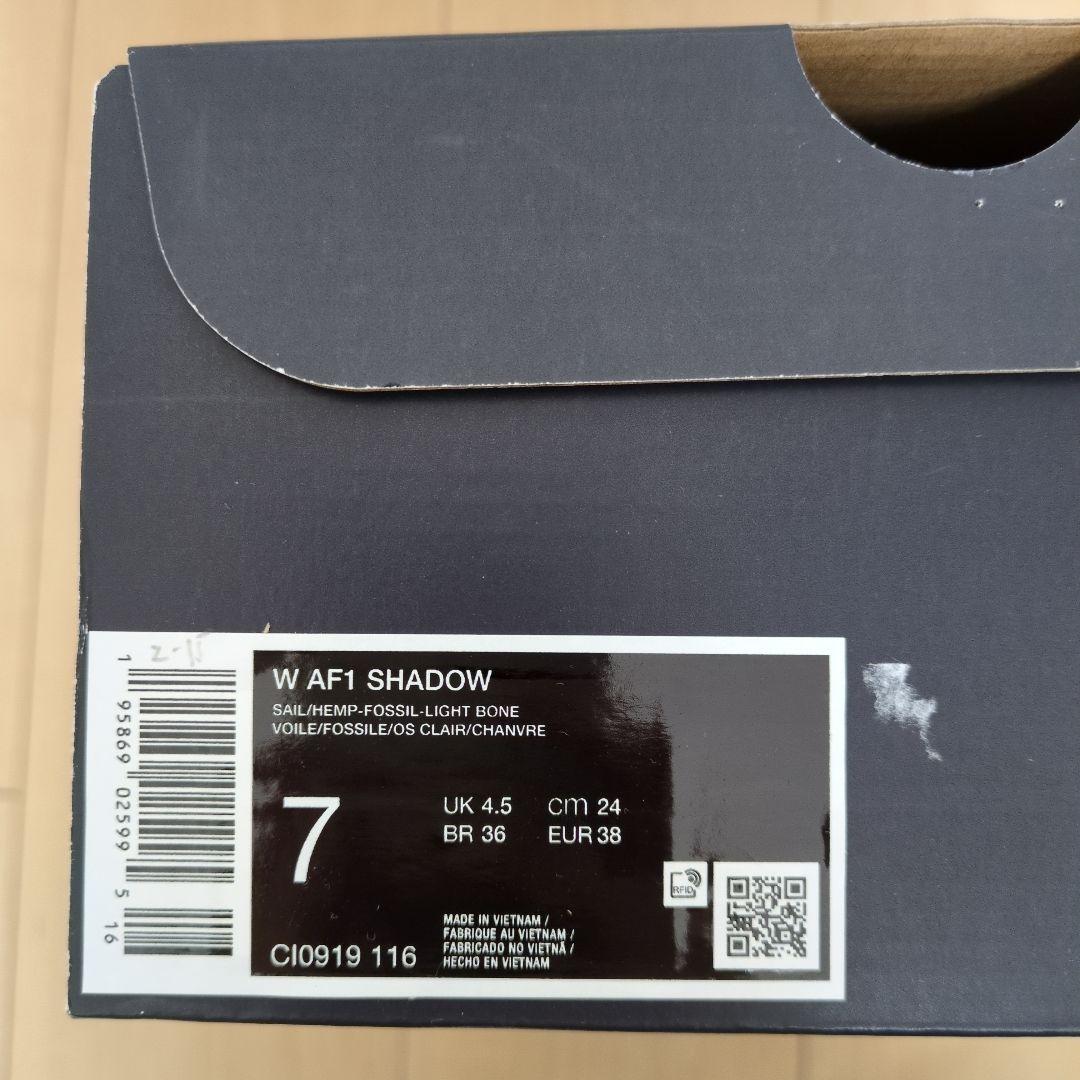 W AF1 SHADOW
SAIL/HEMP-FOSSIL-LIGHT BONE
VOILE/FOSSILE/OS CLAIR/CHANVRE
7
UK 4.5 cm 24
BR 36 EUR 38
RFID
MADE IN VIETNAM /
FABRIQUE AU VIETNAM /
FABRICADO NO VIETNÃ /
HECHO EN VIETNAM
CI0919 116
1 95869 02599 5 16